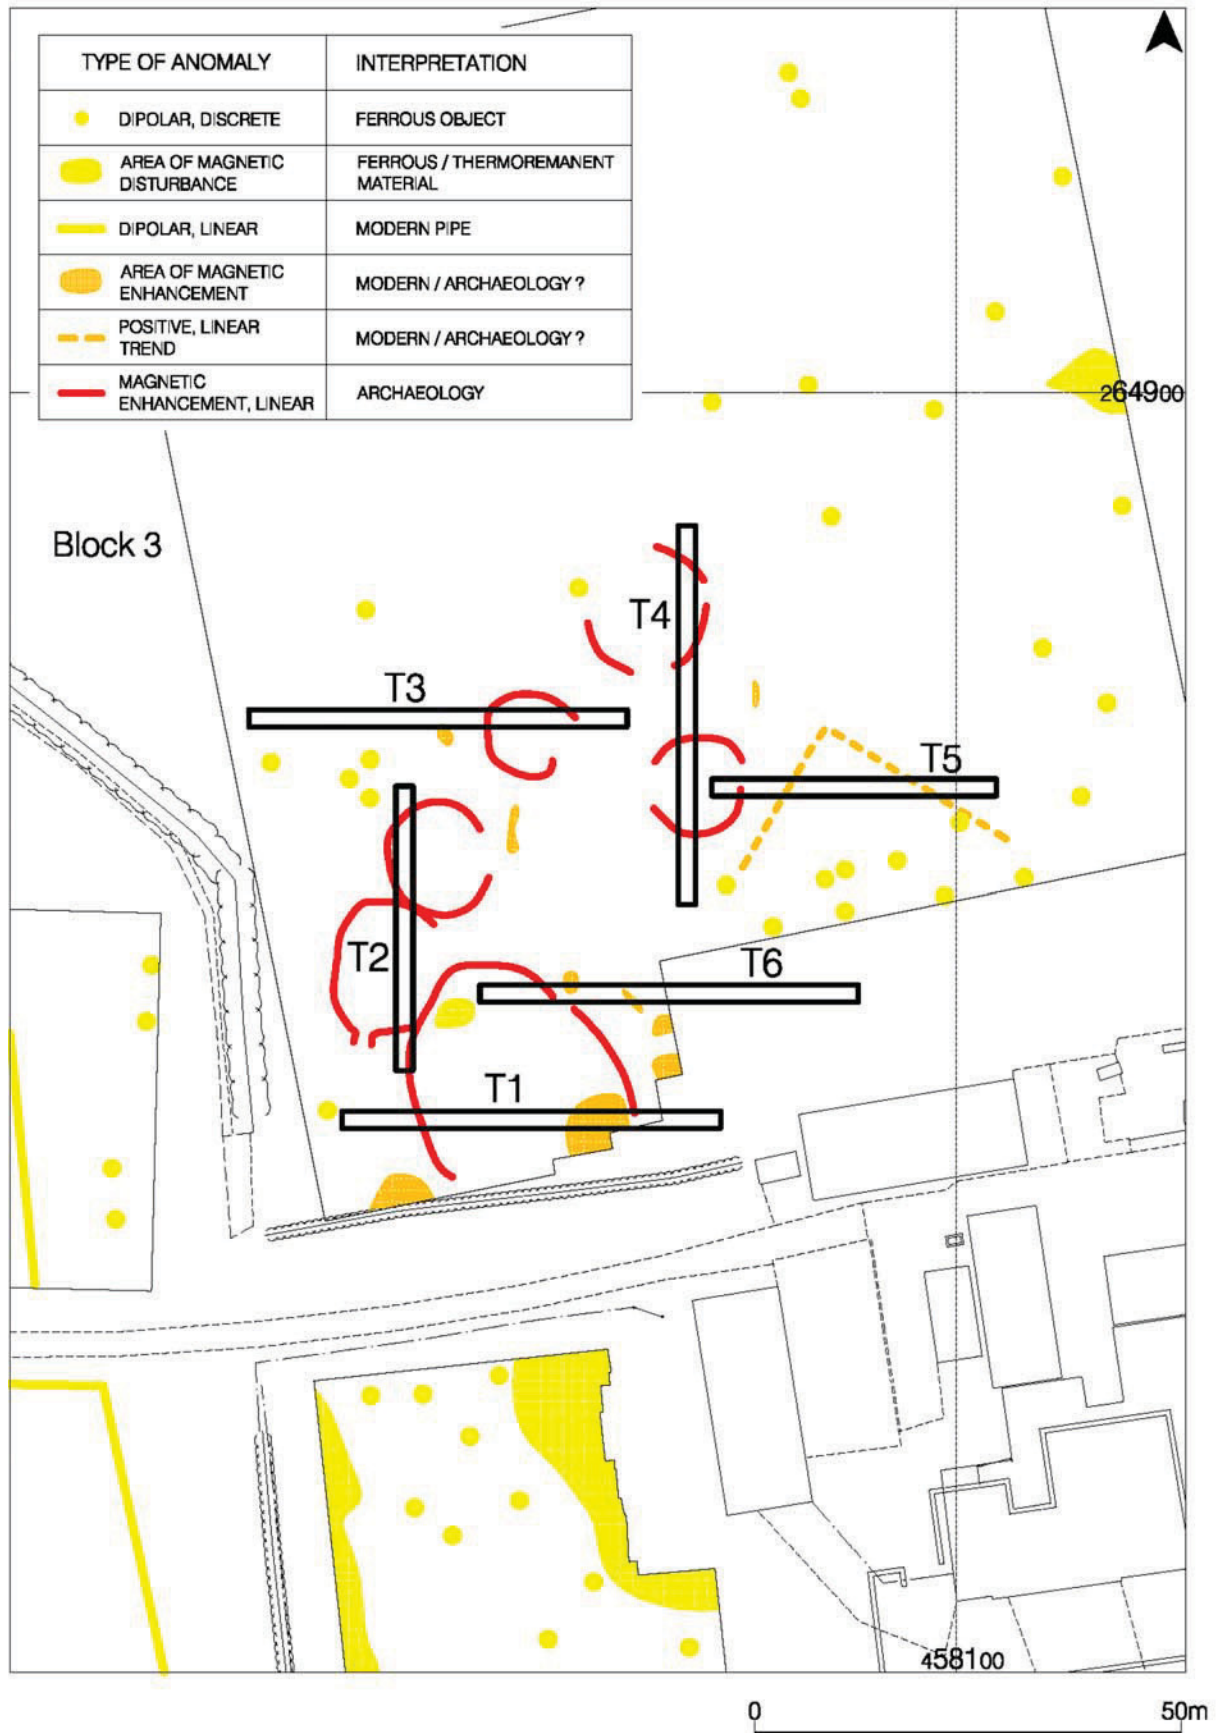 TYPE OF ANOMALY INTERPRETATION
DIPOLAR, DISCRETE FERROUS OBJECT
AREA OF MAGNETIC DISTURBANCE FERROUS / THERMOREMANENT MATERIAL
DIPOLAR, LINEAR MODERN PIPE
AREA OF MAGNETIC ENHANCEMENT MODERN / ARCHAEOLOGY ?
POSITIVE, LINEAR TREND MODERN / ARCHAEOLOGY ?
MAGNETIC ENHANCEMENT, LINEAR ARCHAEOLOGY
264900
Block 3
T4
T3
T5
T2
T6
T1
458100
0 50m